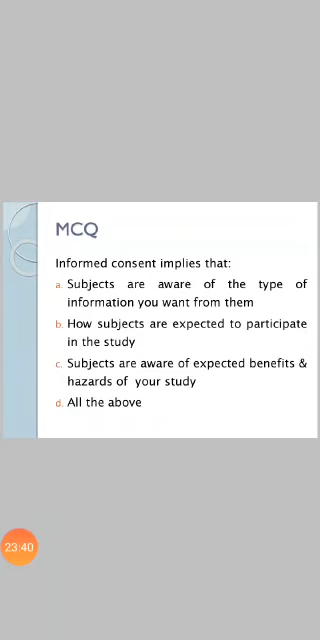 MCQ
Informed consent implies that:
a. Subjects are aware of the type of
information you want from them
b. How subjects are expected to participate
in the study
c. Subjects are aware of expected benefits &
hazards of your study
d. All the above
23:40